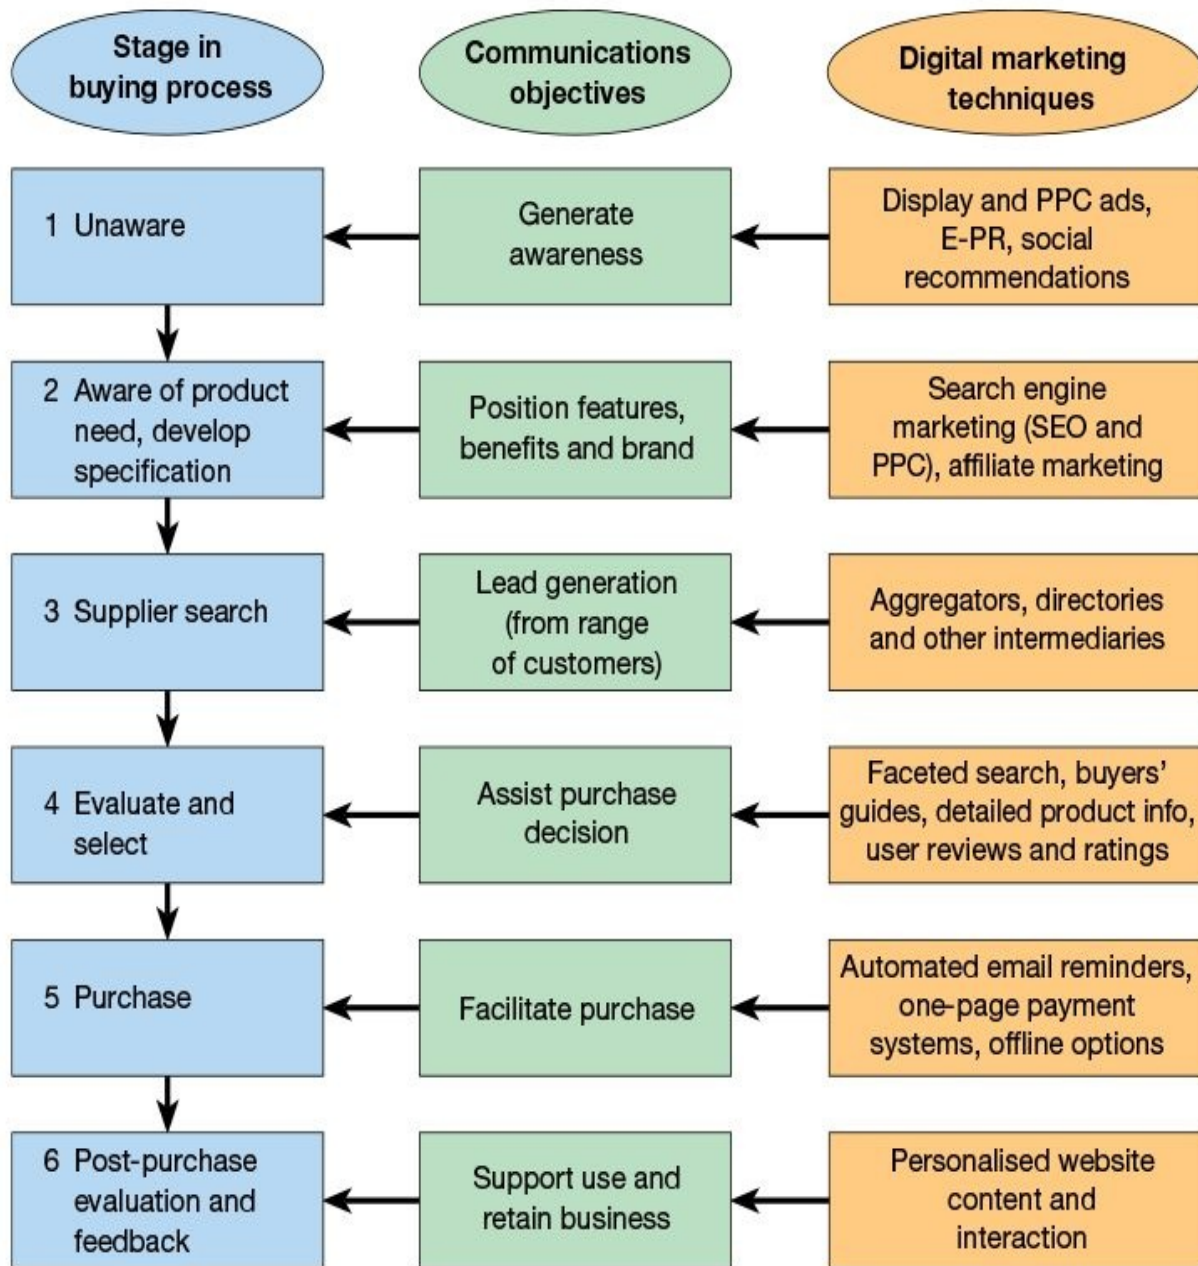 Stage in
buying process
Communications
objectives
Digital marketing
techniques
1 Unaware
Generate
awareness
Display and PPC ads,
E-PR, social
recommendations
2 Aware of product
need, develop
specification
Position features,
benefits and brand
Search engine
marketing (SEO and
PPC), affiliate marketing
3 Supplier search
Lead generation
(from range
of customers)
Aggregators, directories
and other intermediaries
4 Evaluate and
select
Assist purchase
decision
Faceted search, buyers’
guides, detailed product info,
user reviews and ratings
5 Purchase
Facilitate purchase
Automated email reminders,
one-page payment
systems, offline options
6 Post-purchase
evaluation and
feedback
Support use and
retain business
Personalised website
content and
interaction